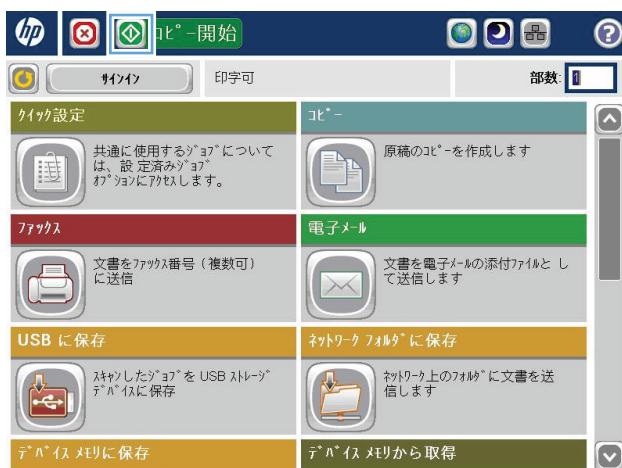 hp
ｺﾋﾟｰ開始
?
ｻｲﾝｲﾝ
印字可
部数: 1
ｸｲｯｸ設定
共通に使用するｼﾞｮﾌﾞについて
は、設 定済みｼﾞｮﾌﾞ
ｵﾌﾟｼｮﾝにｱｸｾｽします。
ｺﾋﾟｰ
原稿のｺﾋﾟｰを作成します
ﾌｧｯｸｽ
文書をﾌｧｯｸｽ番号（複数可）
に送信
電子ﾒｰﾙ
文書を電子ﾒｰﾙの添付ﾌｧｲﾙと し
て送信します
USB に保存
ｽｷｬﾝしたｼﾞｮﾌﾞを USB ｽﾄﾚｰｼﾞ
ﾃﾞﾊﾞｲｽに保存
ﾈｯﾄﾜｰｸ ﾌｫﾙﾀﾞに保存
ﾈｯﾄﾜｰｸ上のﾌｫﾙﾀﾞに文書を送
信します
ﾃﾞﾊﾞｲｽ ﾒﾓﾘに保存
ﾃﾞﾊﾞｲｽ ﾒﾓﾘから取得